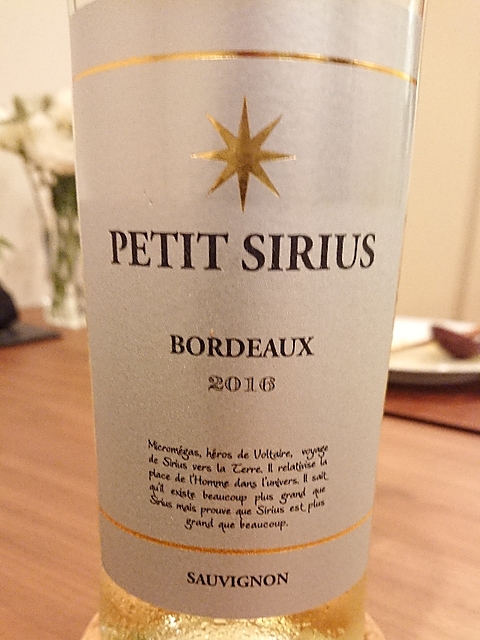 PETIT SIRIUS
BORDEAUX
2016
Micromégas, héros de Voltaire, voyage
de Sirius vers la Terre. Il relativise la
place de l'Homme dans l'univers. Il sait
qu'il existe beaucoup plus grand que
Sirius mais prouve que Sirius est plus
grand que beaucoup.
SAUVIGNON